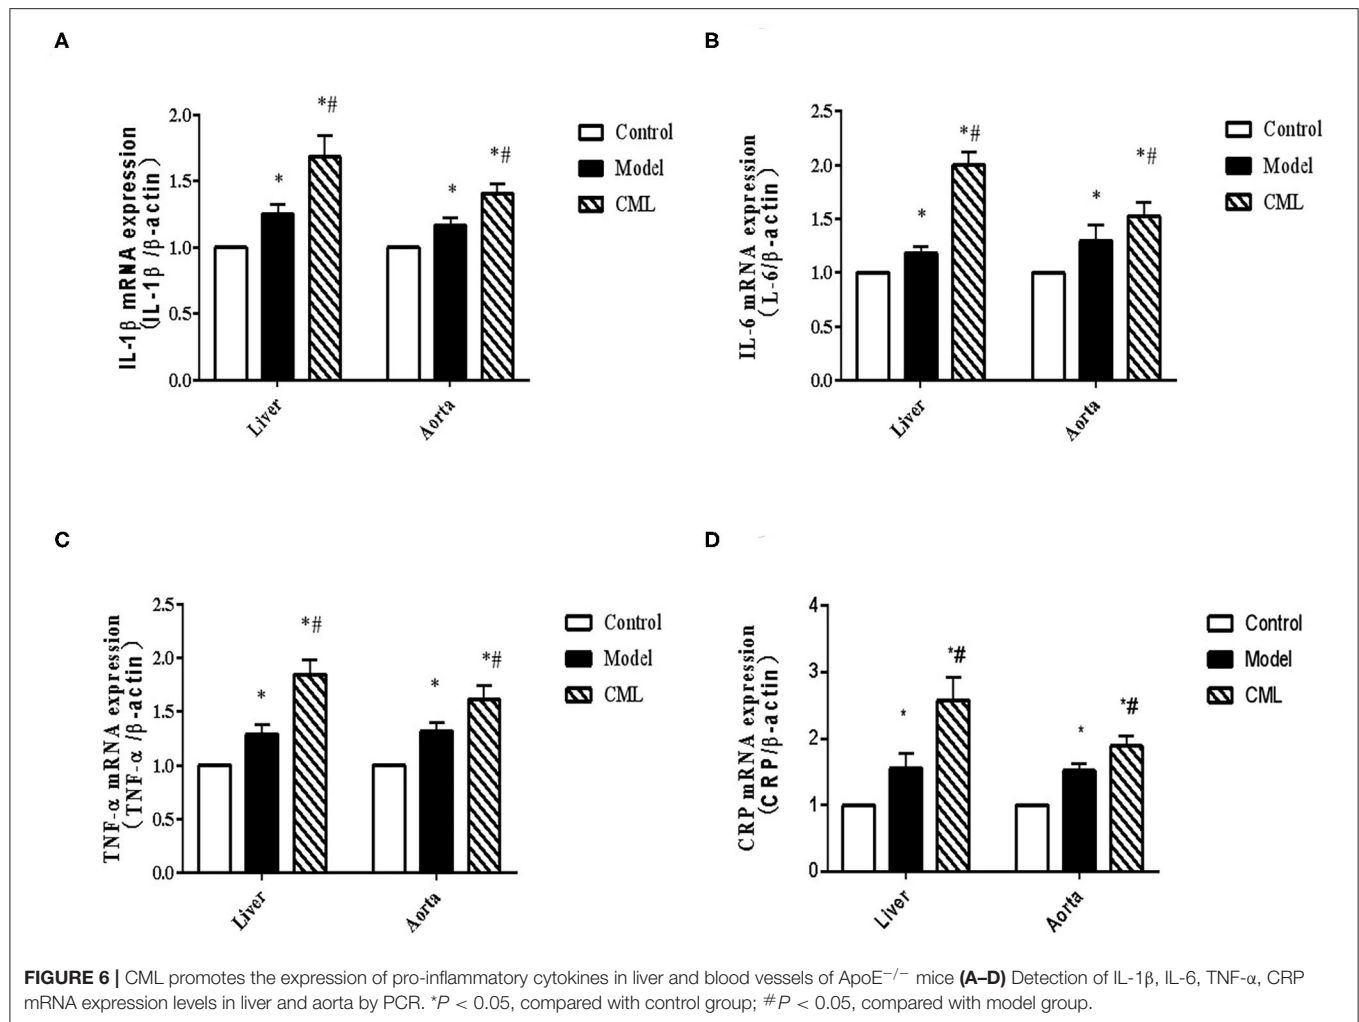 A
IL-1β mRNA expression
(IL-1β /β-actin)
2.0
1.5
1.0
0.5
0.0
*
*#
*
*#
Liver
Aorta
Control
Model
CML
B
IL-6 mRNA expression
(L-6/β-actin)
2.5
2.0
1.5
1.0
0.5
0.0
*
*#
*
*#
Liver
Aorta
Control
Model
CML
C
TNF-α mRNA expression
(TNF-α /β-actin)
2.5
2.0
1.5
1.0
0.5
0.0
*
*#
*
*#
Liver
Aorta
Control
Model
CML
D
CRP mRNA expression
(CRP/β-actin)
4
3
2
1
0
*
*#
*
*#
Liver
Aorta
Control
Model
CML
FIGURE 6 | CML promotes the expression of pro-inflammatory cytokines in liver and blood vessels of ApoE−/− mice (A–D) Detection of IL-1β, IL-6, TNF-α, CRP
mRNA expression levels in liver and aorta by PCR. *P < 0.05, compared with control group; #P < 0.05, compared with model group.